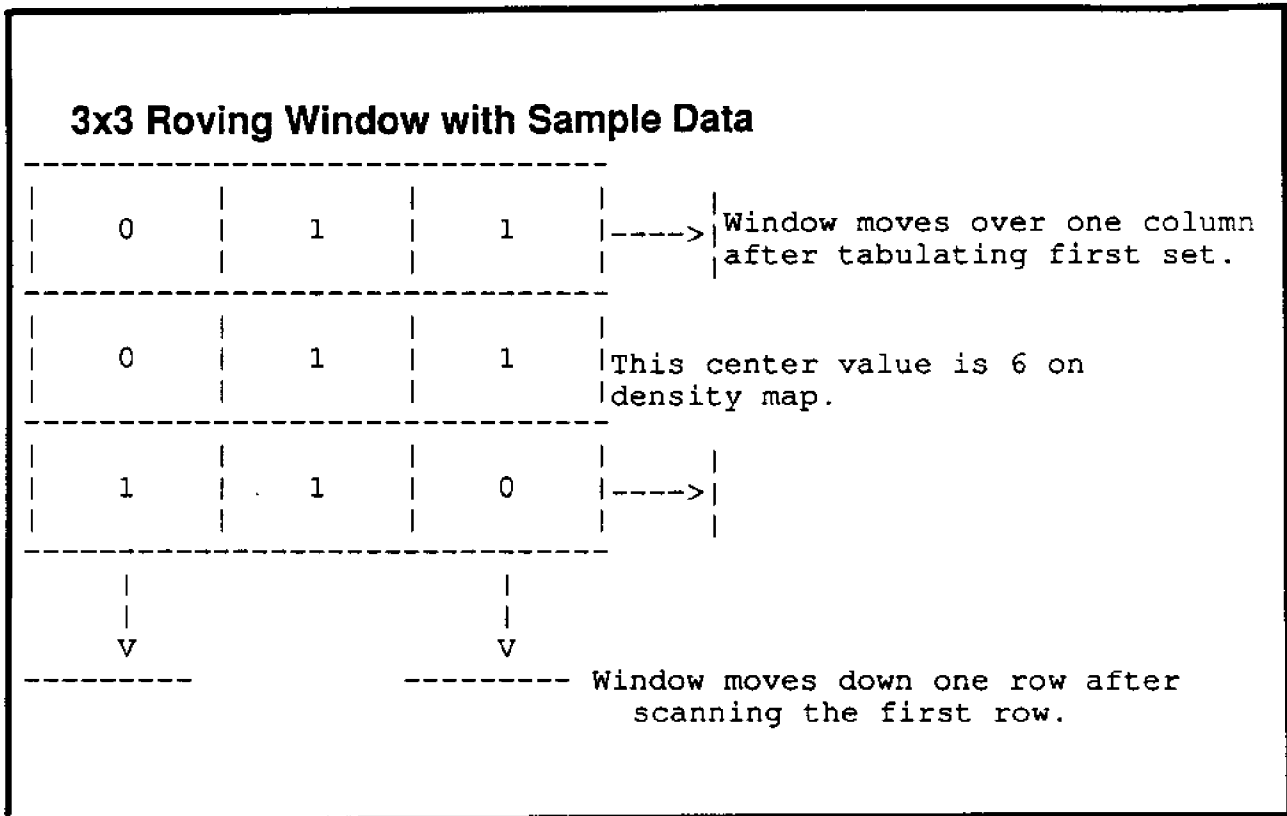 3x3 Roving Window with Sample Data
0 1 1 ----> Window moves over one column
after tabulating first set.
0 1 1 This center value is 6 on
density map.
1 1 0 ---->
V V
Window moves down one row after
scanning the first row.